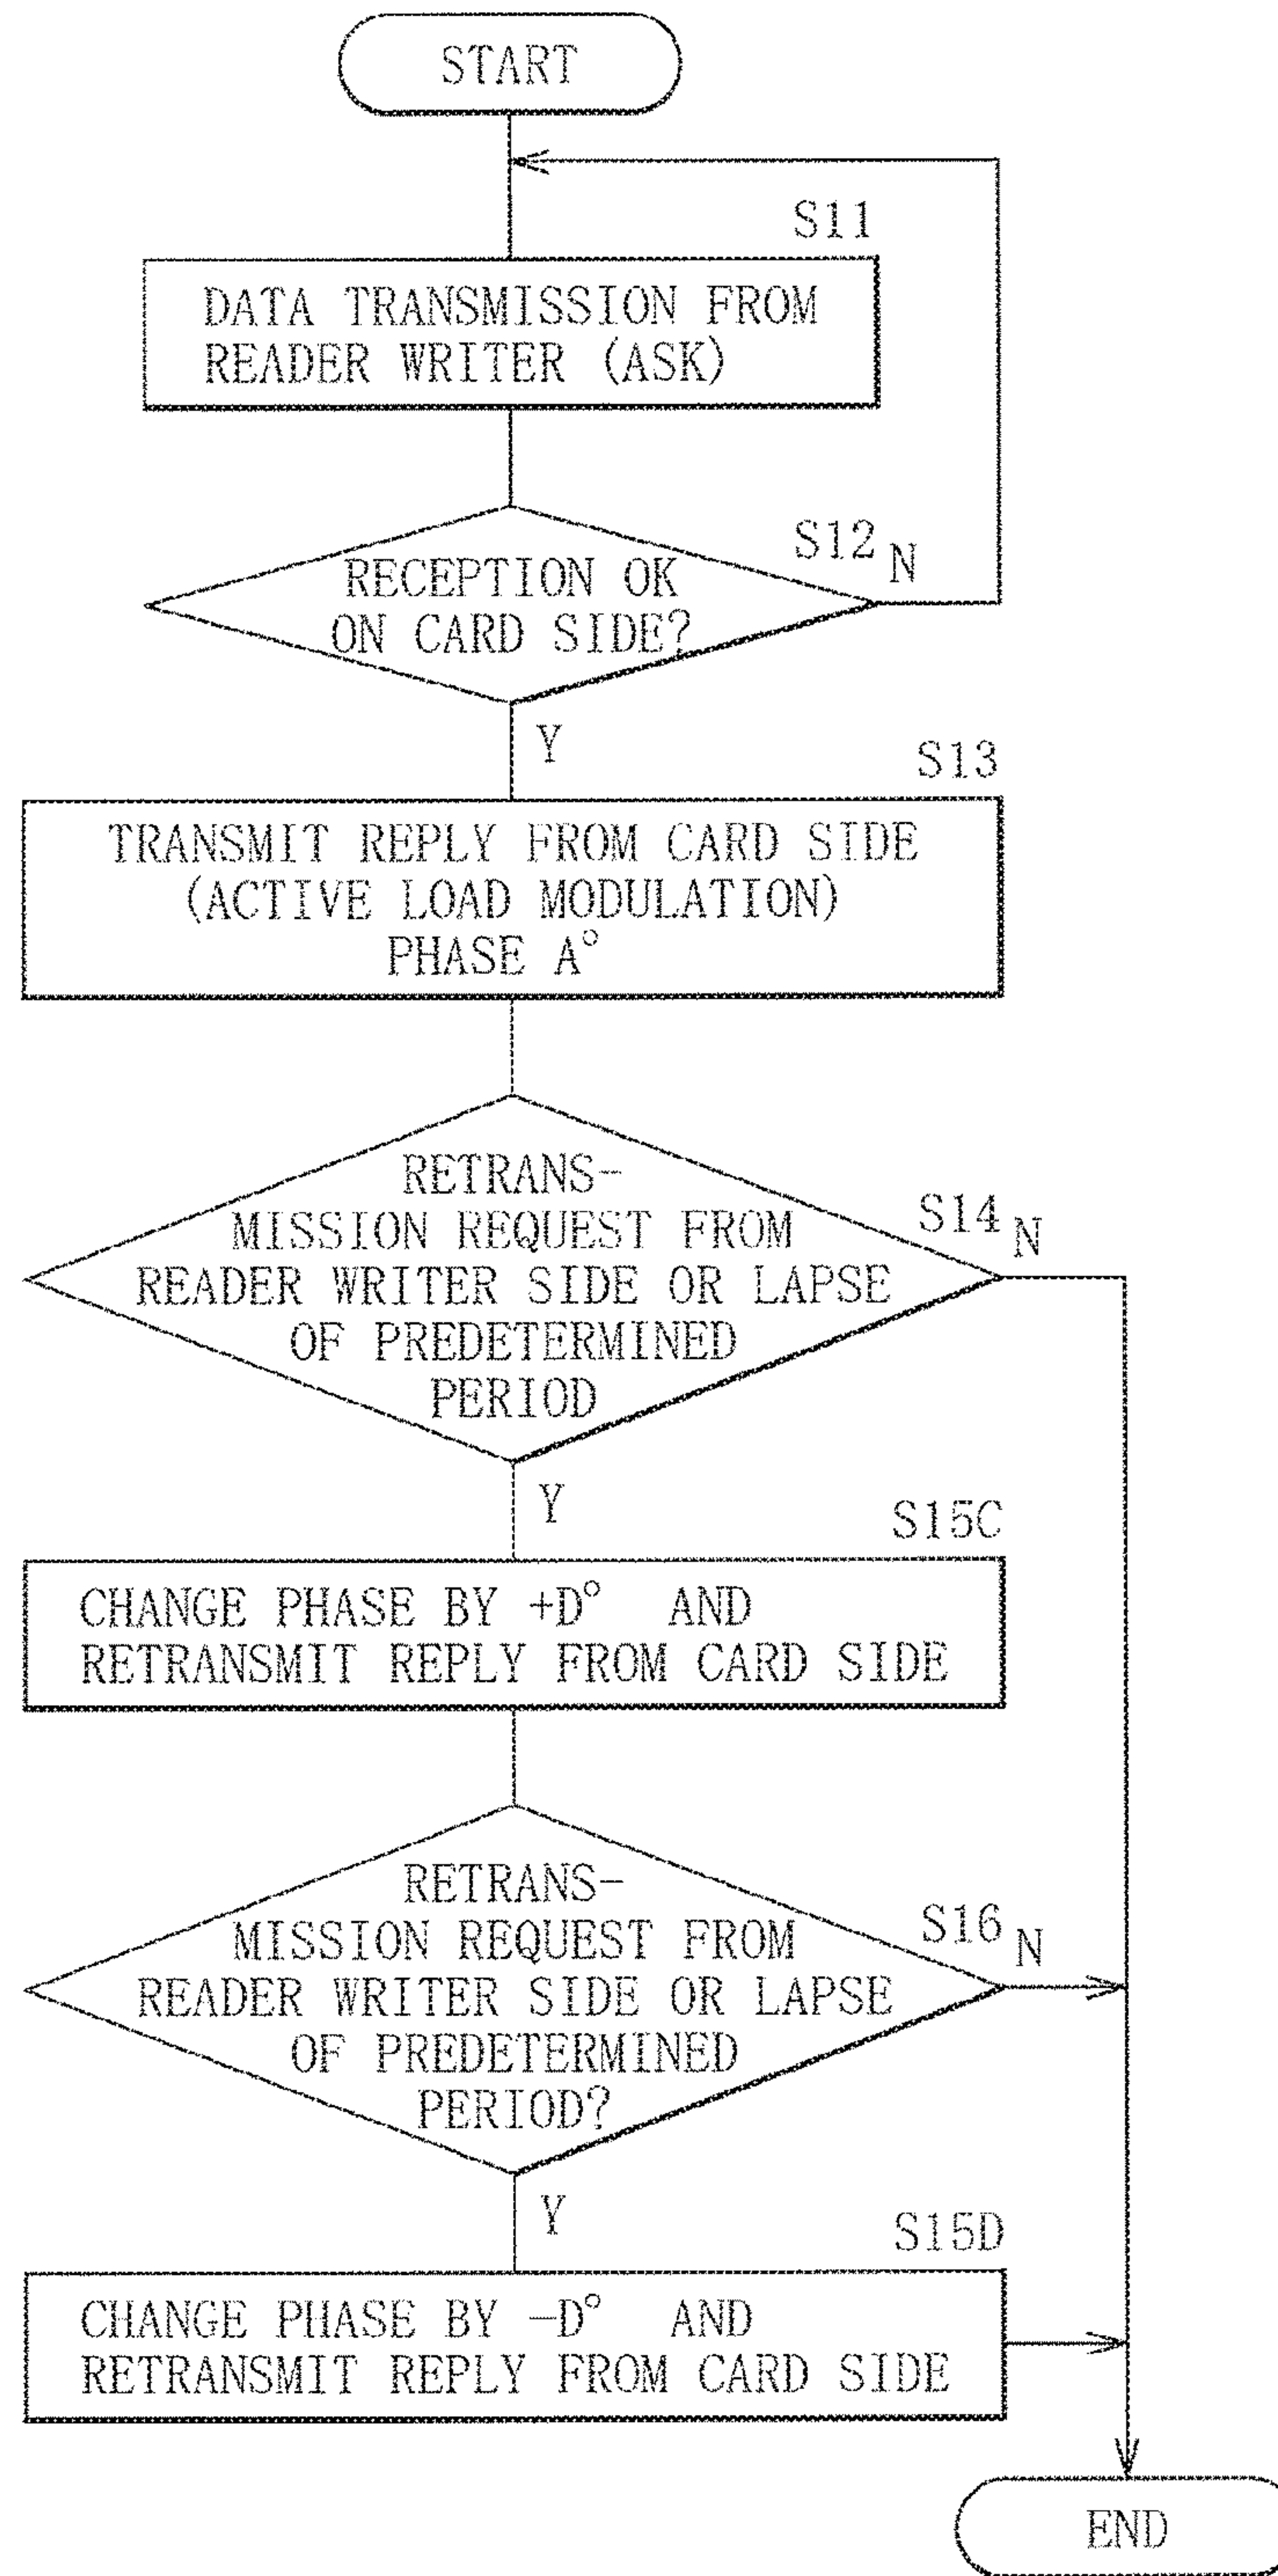 START
S11
DATA TRANSMISSION FROM
READER WRITER (ASK)
S12
N
RECEPTION OK
ON CARD SIDE?
Y
S13
TRANSMIT REPLY FROM CARD SIDE
(ACTIVE LOAD MODULATION)
PHASE A°
RETRANS-
S14
N
MISSION REQUEST FROM
READER WRITER SIDE OR LAPSE
OF PREDETERMINED
PERIOD
Y
S15C
CHANGE PHASE BY +D° AND
RETRANSMIT REPLY FROM CARD SIDE
RETRANS-
S16
N
MISSION REQUEST FROM
READER WRITER SIDE OR LAPSE
OF PREDETERMINED
PERIOD?
Y
S15D
CHANGE PHASE BY -D° AND
RETRANSMIT REPLY FROM CARD SIDE
END